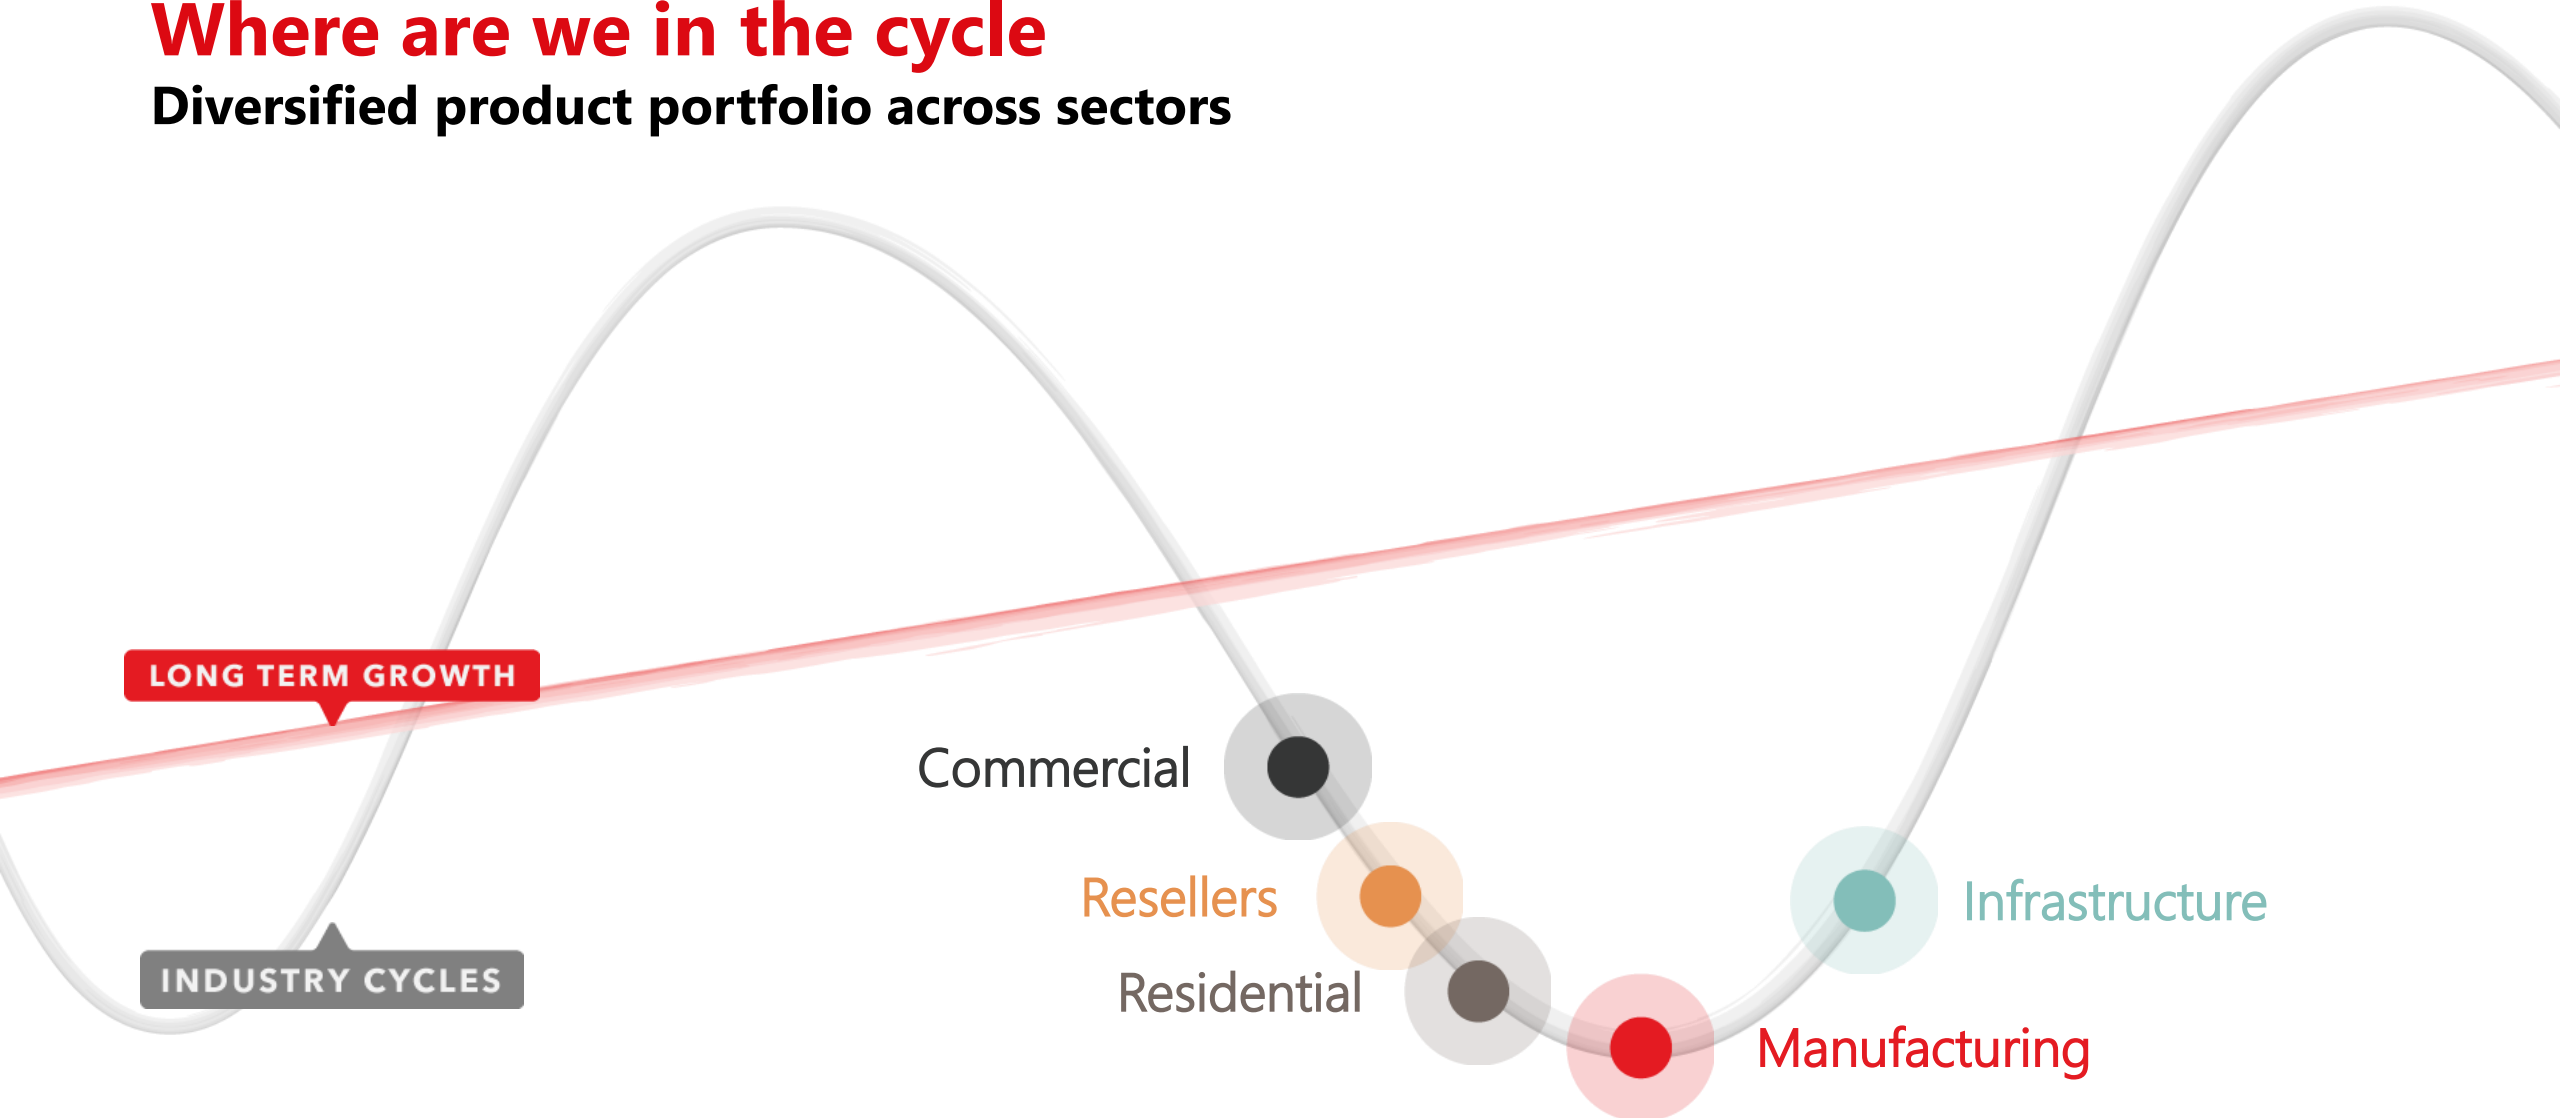 Where are we in the cycle
Diversified product portfolio across sectors
LONG TERM GROWTH
INDUSTRY CYCLES
Commercial
Resellers
Residential
Manufacturing
Infrastructure